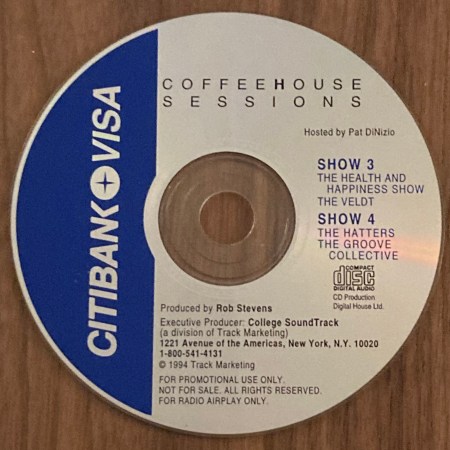 CITIBANK VISA
COFFEEHOUSE
SESSIONS
Hosted by Pat DiNizio
SHOW 3
THE HEALTH AND
HAPPINESS SHOW
THE VELDT
SHOW 4
THE HATTERS
THE GROOVE
COLLECTIVE
COMPACT
disc
DIGITAL AUDIO
CD Production
Digital House Ltd.
Produced by Rob Stevens
Executive Producer: College SoundTrack
(a division of Track Marketing)
1221 Avenue of the Americas, New York, N.Y. 10020
1-800-541-4131
© 1994 Track Marketing
FOR PROMOTIONAL USE ONLY.
NOT FOR SALE. ALL RIGHTS RESERVED.
FOR RADIO AIRPLAY ONLY.